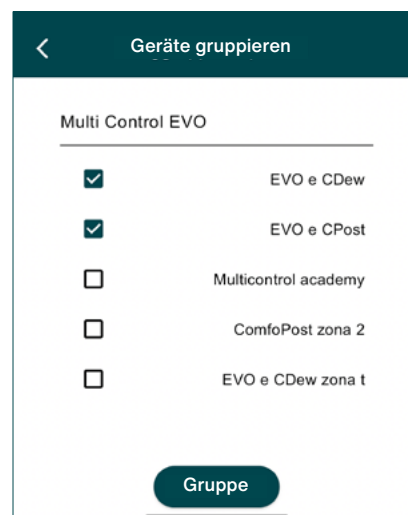 Geräte gruppieren
Multi Control EVO
EVO e CDew
EVO e CPost
Multicontrol academy
ComfoPost zona 2
EVO e CDew zona t
Gruppe